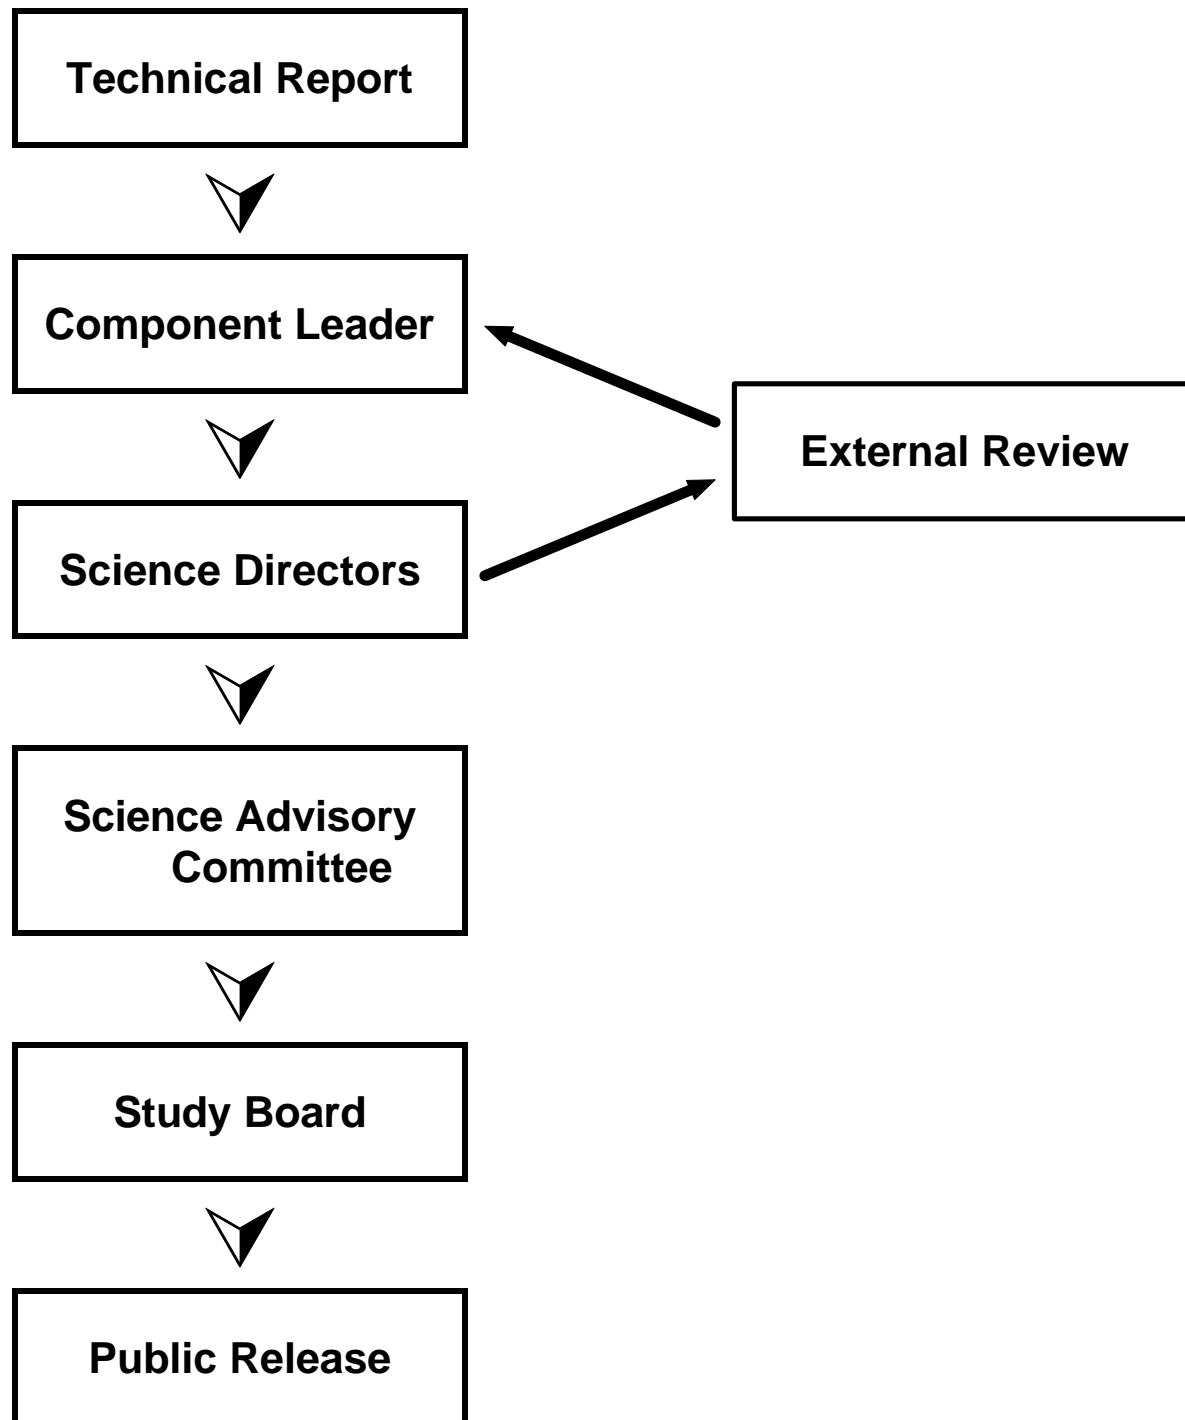 Technical Report
Component Leader
External Review
Science Directors
Science Advisory
Committee
Study Board
Public Release